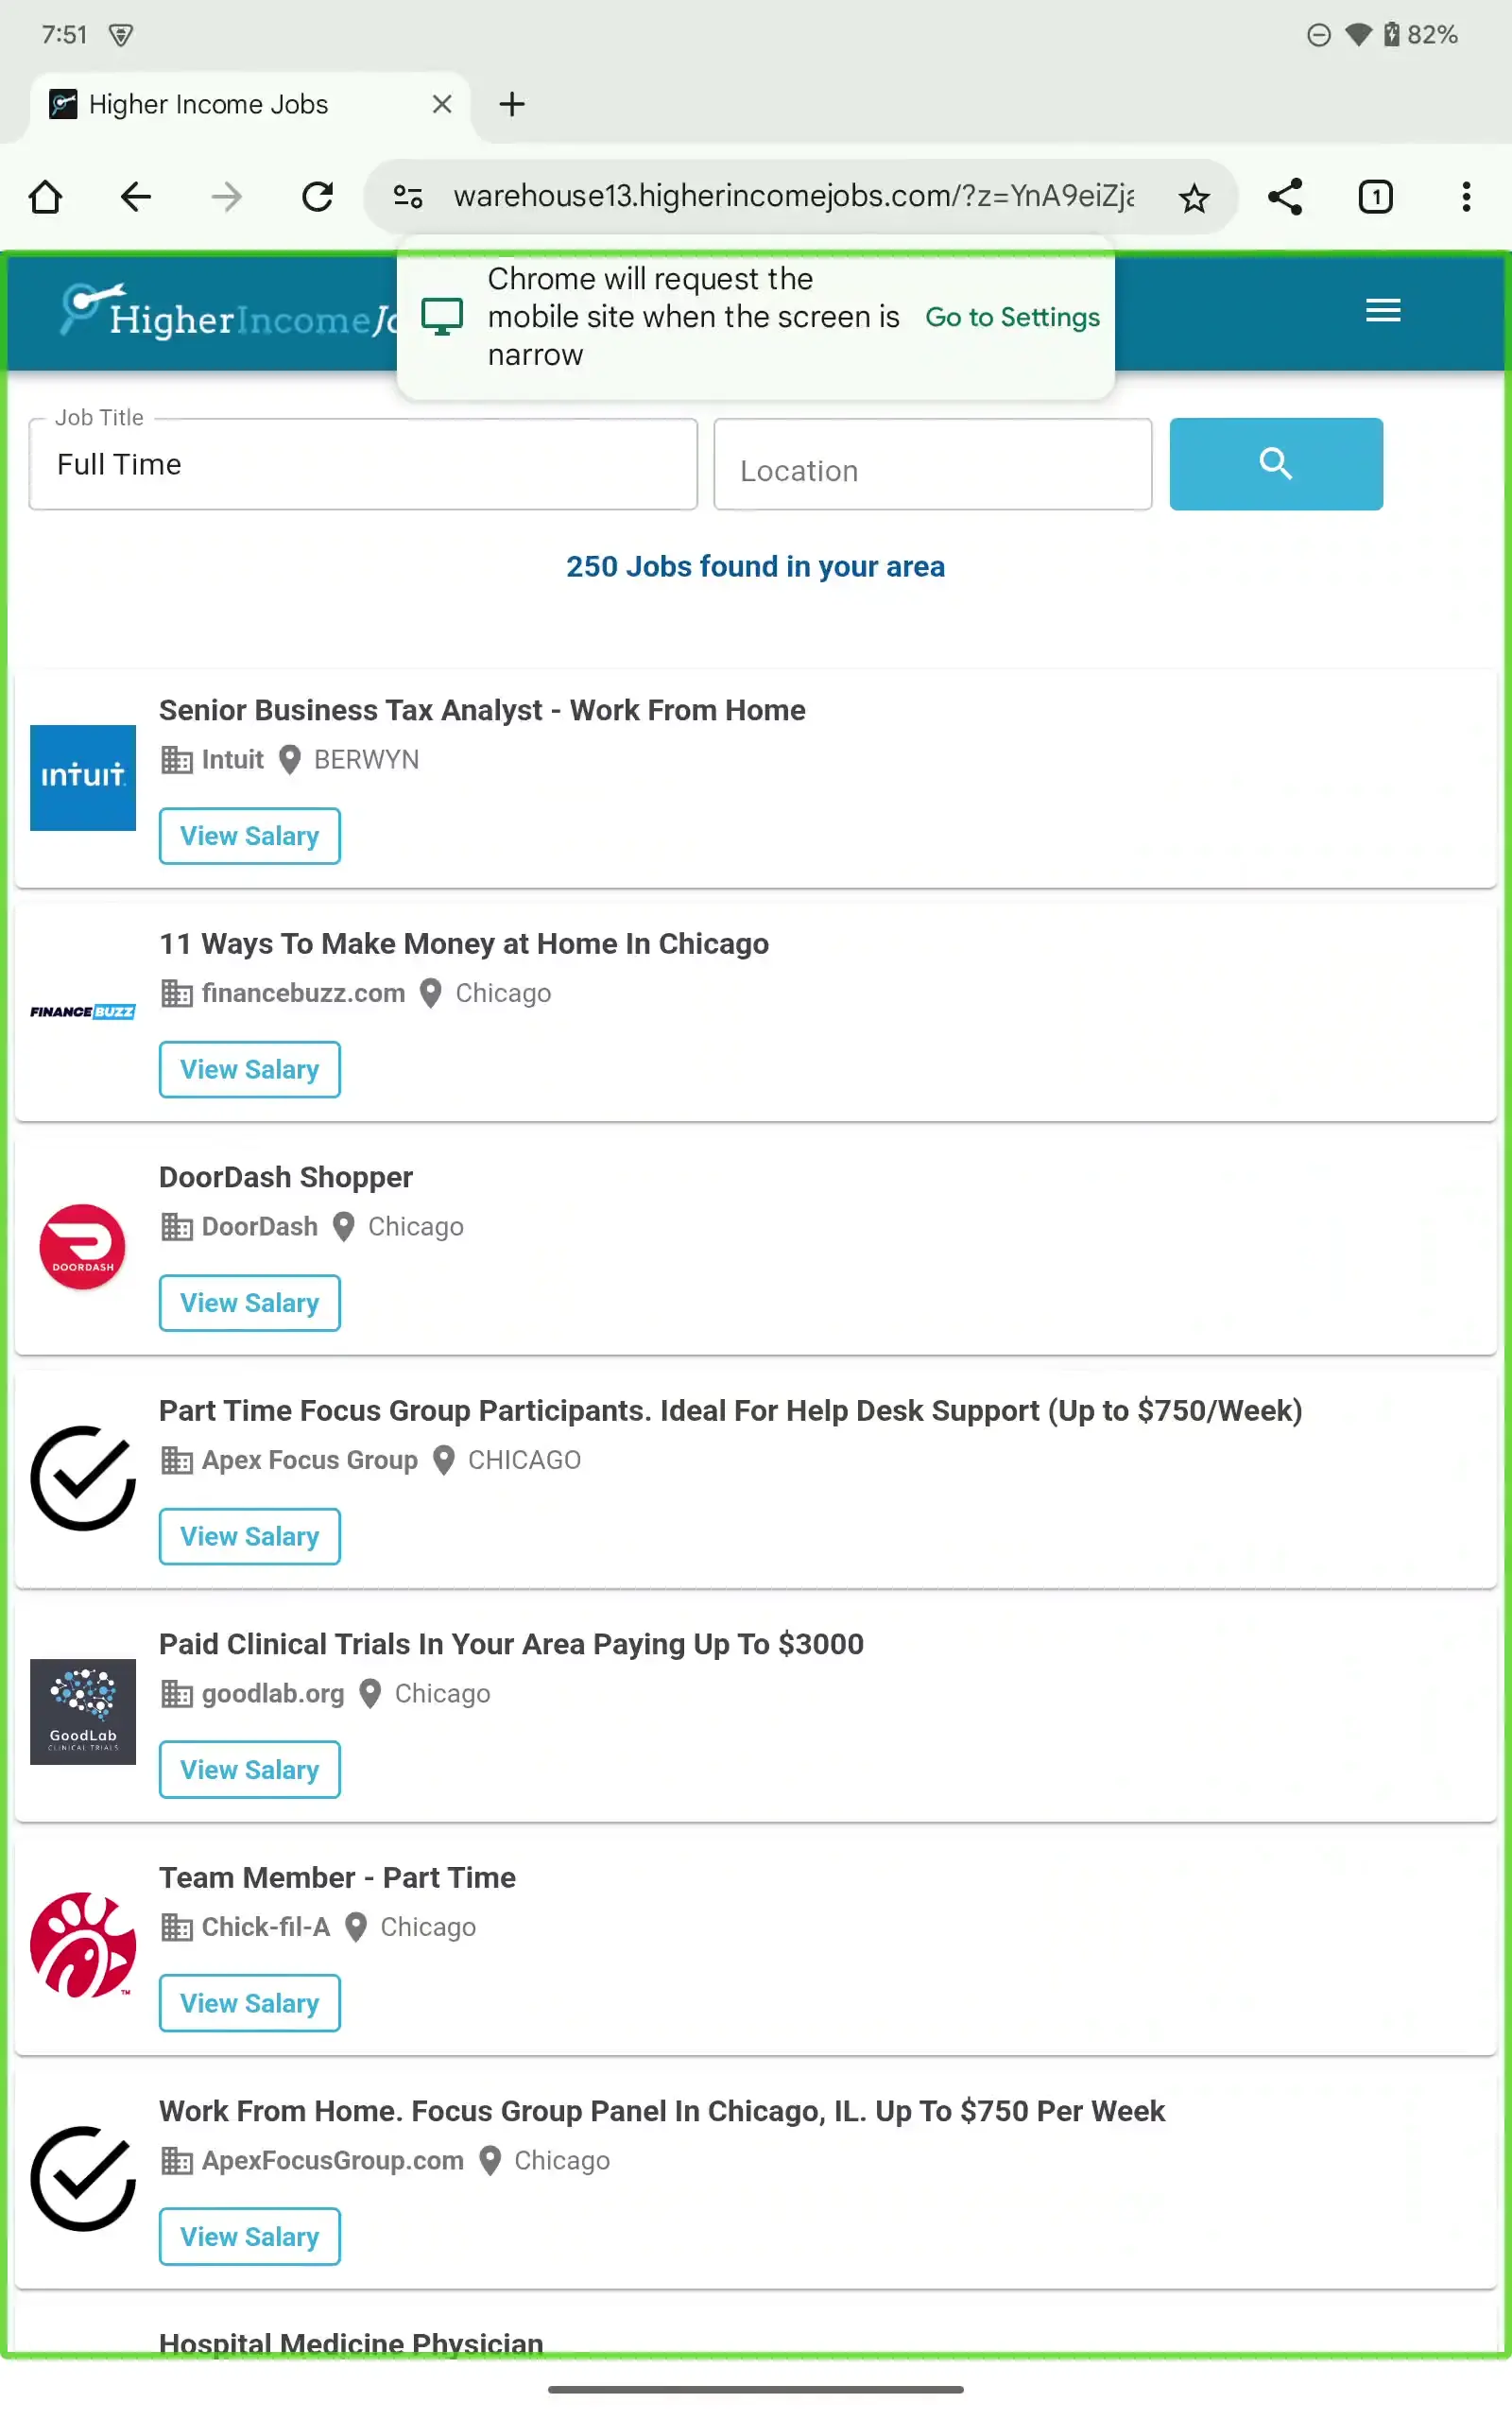 7:51
82%
Higher Income Jobs
warehouse13.higherincomejobs.com/?z=YnA9eiZj
1
HigherIncomeJo
Chrome will request the
mobile site when the screen is
narrow
Go to Settings
Job Title
Full Time
Location
250 Jobs found in your area
Senior Business Tax Analyst - Work From Home
INTUIT
Intuit BERWYN
View Salary
11 Ways To Make Money at Home In Chicago
FINANCE BUZZ
financebuzz.com Chicago
View Salary
DoorDash Shopper
DOORDASH
DoorDash Chicago
View Salary
Part Time Focus Group Participants. Ideal For Help Desk Support (Up to $750/Week)
Apex Focus Group CHICAGO
View Salary
Paid Clinical Trials In Your Area Paying Up To $3000
goodlab.org Chicago
GoodLab
CLINICAL TRIALS
View Salary
Team Member - Part Time
Chick-fil-A Chicago
TM
View Salary
Work From Home. Focus Group Panel In Chicago, IL. Up To $750 Per Week
ApexFocusGroup.com Chicago
View Salary
Hospital Medicine Physician